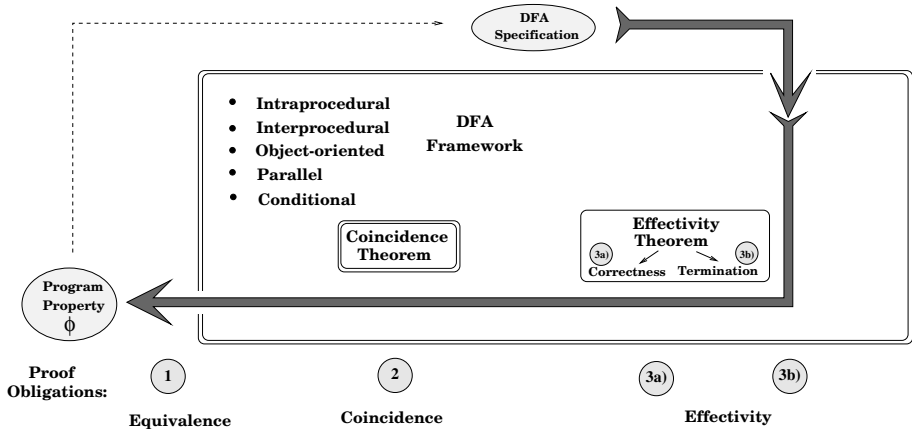 DFA
Specification
• Intraprocedural
• Interprocedural
• Object-oriented
• Parallel
• Conditional
DFA
Framework
Coincidence
Theorem
Effectivity
Theorem
3a)
3b)
Correctness
Termination
Program
Property
ϕ
Proof
Obligations:
1
2
3a)
3b)
Equivalence
Coincidence
Effectivity